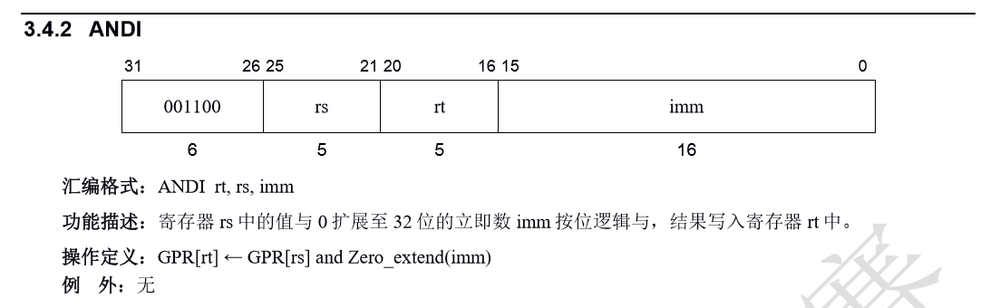 3.4.2 ANDI
31 26 25 21 20 16 15 0
001100 rs rt imm
6 5 5 16
汇编格式：ANDI rt, rs, imm
功能描述：寄存器 rs 中的值与 0 扩展至 32 位的立即数 imm 按位逻辑与，结果写入寄存器 rt 中。
操作定义：GPR[rt] ← GPR[rs] and Zero_extend(imm)
例 外：无